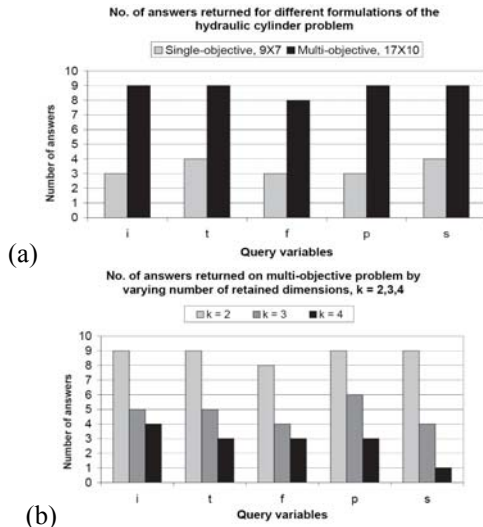 No. of answers returned for different formulations of the
hydraulic cylinder problem
Single-objective, 9X7 Multi-objective, 17X10
Number of answers
10
9
8
7
6
5
4
3
2
1
0
i t f p s
Query variables
(a)
No. of answers returned on multi-objective problem by
varying number of retained dimensions, k = 2,3,4
k = 2 k = 3 k = 4
Number of answers
10
9
8
7
6
5
4
3
2
1
0
i t f p s
Query variables
(b)